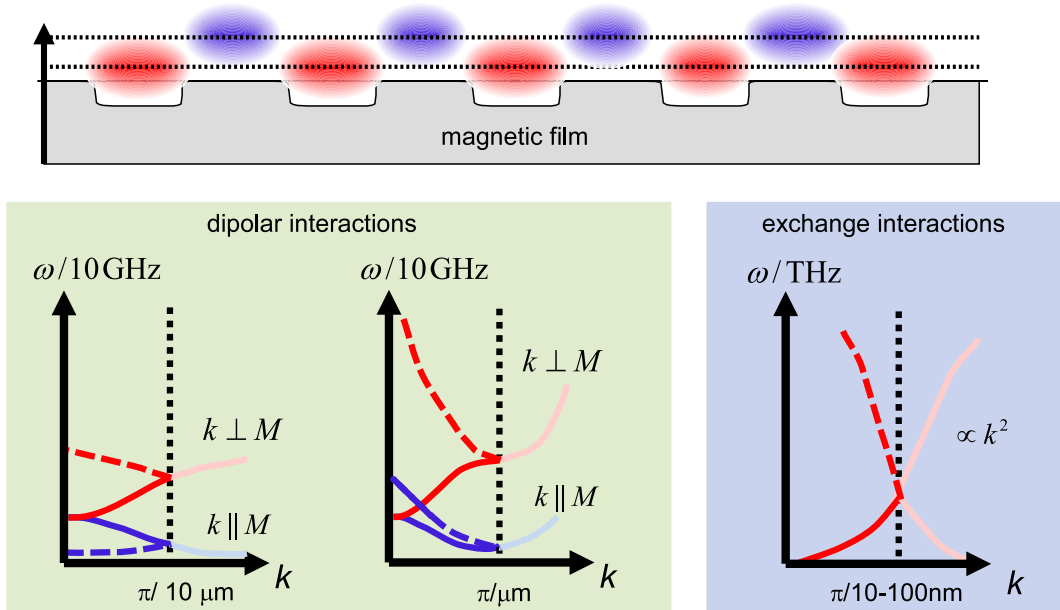 magnetic film
dipolar interactions
exchange interactions
ω/10GHz
k ⊥ M
k || M
π/ 10 μm
k
ω/10GHz
k ⊥ M
k || M
π/μm
k
ω/THz
∝ k²
π/10-100nm
k